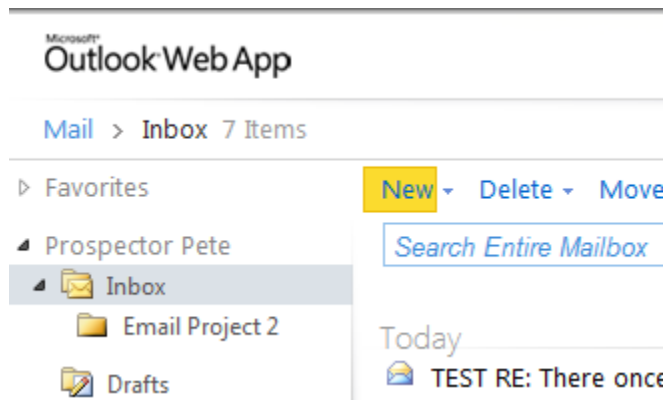 Microsoft®
Outlook Web App
Mail > Inbox 7 Items
Favorites
New Delete Move
Prospector Pete
Search Entire Mailbox
Inbox
Email Project 2
Today
TEST RE: There once
Drafts